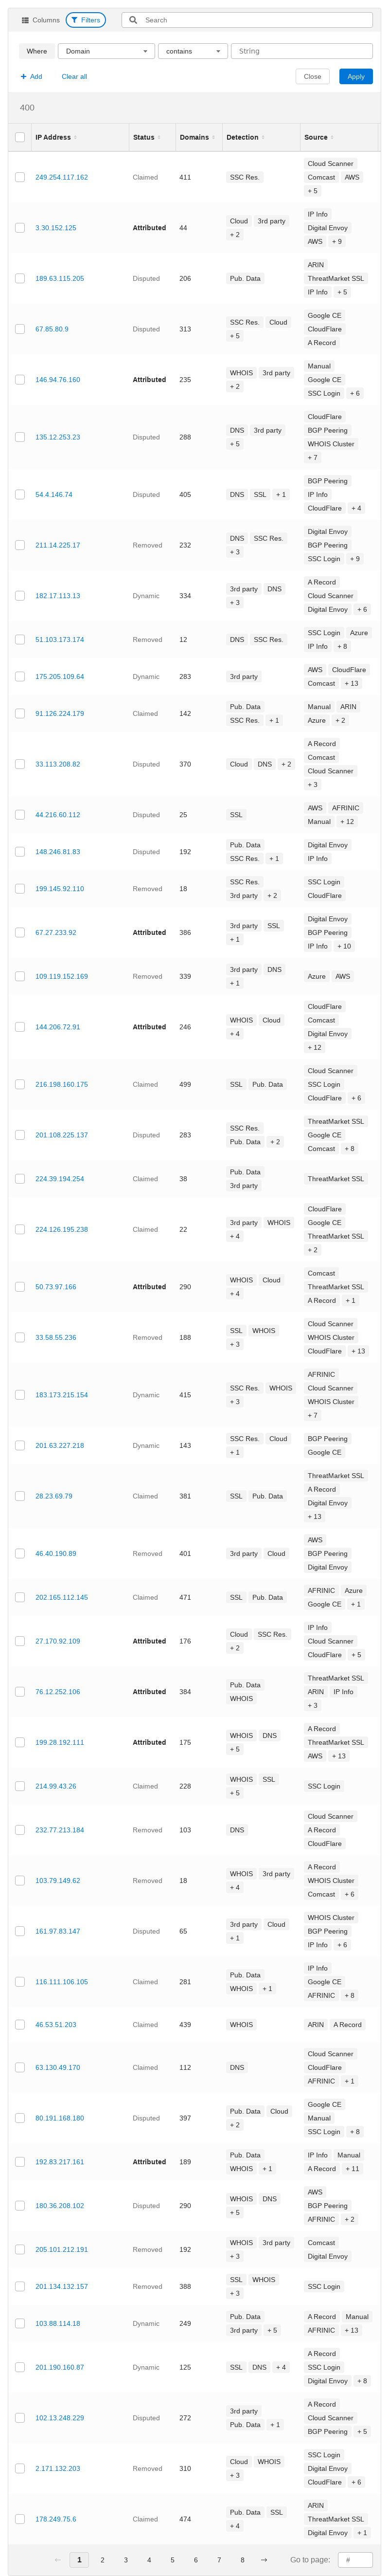 Columns Filters Search
Where Domain contains String
Add Clear all Close Apply
400
IP Address Status Domains Detection Source
249.254.117.162 Claimed 411 SSC Res. Cloud Scanner Comcast AWS + 5
3.30.152.125 Attributed 44 Cloud 3rd party + 2 IP Info Digital Envoy AWS + 9
189.63.115.205 Disputed 206 Pub. Data ARIN ThreatMarket SSL IP Info + 5
67.85.80.9 Disputed 313 SSC Res. Cloud + 5 Google CE CloudFlare A Record
146.94.76.160 Attributed 235 WHOIS 3rd party + 2 Manual Google CE SSC Login + 6
135.12.253.23 Disputed 288 DNS 3rd party + 5 CloudFlare BGP Peering WHOIS Cluster + 7
54.4.146.74 Disputed 405 DNS SSL + 1 BGP Peering IP Info CloudFlare + 4
211.14.225.17 Removed 232 DNS SSC Res. + 3 Digital Envoy BGP Peering SSC Login + 9
182.17.113.13 Dynamic 334 3rd party DNS + 3 A Record Cloud Scanner Digital Envoy + 6
51.103.173.174 Removed 12 DNS SSC Res. SSC Login Azure IP Info + 8
175.205.109.64 Dynamic 283 3rd party AWS CloudFlare Comcast + 13
91.126.224.179 Claimed 142 Pub. Data SSC Res. + 1 Manual ARIN Azure + 2
33.113.208.82 Disputed 370 Cloud DNS + 2 A Record Comcast Cloud Scanner + 3
44.216.60.112 Disputed 25 SSL AWS AFRINIC Manual + 12
148.246.81.83 Disputed 192 Pub. Data SSC Res. + 1 Digital Envoy IP Info
199.145.92.110 Removed 18 SSC Res. 3rd party + 2 SSC Login CloudFlare
67.27.233.92 Attributed 386 3rd party SSL + 1 Digital Envoy BGP Peering IP Info + 10
109.119.152.169 Removed 339 3rd party DNS + 1 Azure AWS
144.206.72.91 Attributed 246 WHOIS Cloud + 4 CloudFlare Comcast Digital Envoy + 12
216.198.160.175 Claimed 499 SSL Pub. Data Cloud Scanner SSC Login CloudFlare + 6
201.108.225.137 Disputed 283 SSC Res. Pub. Data + 2 ThreatMarket SSL Google CE Comcast + 8
224.39.194.254 Claimed 38 Pub. Data 3rd party ThreatMarket SSL
224.126.195.238 Claimed 22 3rd party WHOIS + 4 CloudFlare Google CE ThreatMarket SSL + 2
50.73.97.166 Attributed 290 WHOIS Cloud + 4 Comcast ThreatMarket SSL A Record + 1
33.58.55.236 Removed 188 SSL WHOIS + 3 Cloud Scanner WHOIS Cluster CloudFlare + 13
183.173.215.154 Dynamic 415 SSC Res. WHOIS + 3 AFRINIC Cloud Scanner WHOIS Cluster + 7
201.63.227.218 Dynamic 143 SSC Res. Cloud + 1 BGP Peering Google CE
28.23.69.79 Claimed 381 SSL Pub. Data ThreatMarket SSL A Record Digital Envoy + 13
46.40.190.89 Removed 401 3rd party Cloud AWS BGP Peering Digital Envoy
202.165.112.145 Claimed 471 SSL Pub. Data AFRINIC Azure Google CE + 1
27.170.92.109 Attributed 176 Cloud SSC Res. + 2 IP Info Cloud Scanner CloudFlare + 5
76.12.252.106 Attributed 384 Pub. Data WHOIS ThreatMarket SSL ARIN IP Info + 3
199.28.192.111 Attributed 175 WHOIS DNS + 5 A Record ThreatMarket SSL AWS + 13
214.99.43.26 Claimed 228 WHOIS SSL + 5 SSC Login
232.77.213.184 Removed 103 DNS Cloud Scanner A Record CloudFlare
103.79.149.62 Removed 18 WHOIS 3rd party + 4 A Record WHOIS Cluster Comcast + 6
161.97.83.147 Disputed 65 3rd party Cloud + 1 WHOIS Cluster BGP Peering IP Info + 6
116.111.106.105 Claimed 281 Pub. Data WHOIS + 1 IP Info Google CE AFRINIC + 8
46.53.51.203 Claimed 439 WHOIS ARIN A Record
63.130.49.170 Claimed 112 DNS Cloud Scanner CloudFlare AFRINIC + 1
80.191.168.180 Disputed 397 Pub. Data Cloud + 2 Google CE Manual SSC Login + 8
192.83.217.161 Attributed 189 Pub. Data WHOIS + 1 IP Info Manual A Record + 11
180.36.208.102 Disputed 290 WHOIS DNS + 5 AWS BGP Peering AFRINIC + 2
205.101.212.191 Removed 192 WHOIS 3rd party + 3 Comcast Digital Envoy
201.134.132.157 Removed 388 SSL WHOIS + 3 SSC Login
103.88.114.18 Dynamic 249 Pub. Data 3rd party + 5 A Record Manual AFRINIC + 13
201.190.160.87 Dynamic 125 SSL DNS + 4 A Record SSC Login Digital Envoy + 8
102.13.248.229 Disputed 272 3rd party Pub. Data + 1 A Record Cloud Scanner BGP Peering + 5
2.171.132.203 Removed 310 Cloud WHOIS + 3 SSC Login Digital Envoy CloudFlare + 6
178.249.75.6 Claimed 474 Pub. Data SSL + 4 ARIN ThreatMarket SSL Digital Envoy + 1
← 1 2 3 4 5 6 7 8 → Go to page: #